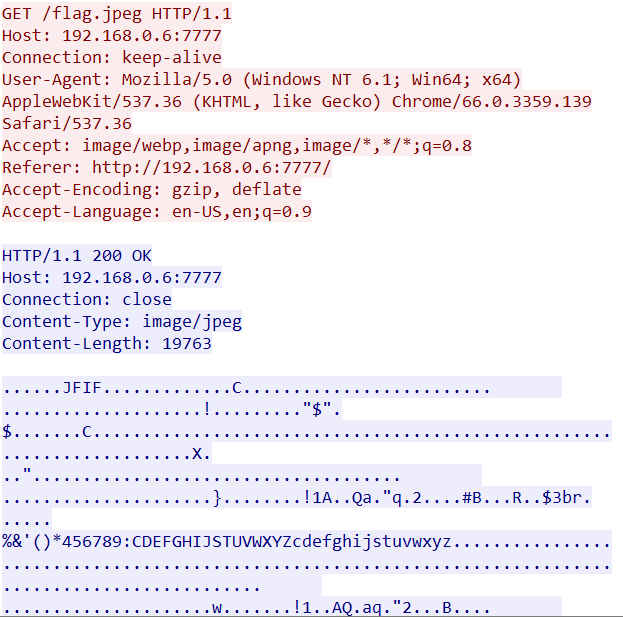 GET /flag.jpeg HTTP/1.1
Host: 192.168.0.6:7777
Connection: keep-alive
User-Agent: Mozilla/5.0 (Windows NT 6.1; Win64; x64)
AppleWebKit/537.36 (KHTML, like Gecko) Chrome/66.0.3359.139
Safari/537.36
Accept: image/webp,image/apng,image/*,*/*;q=0.8
Referer: http://192.168.0.6:7777/
Accept-Encoding: gzip, deflate
Accept-Language: en-US,en;q=0.9

HTTP/1.1 200 OK
Host: 192.168.0.6:7777
Connection: close
Content-Type: image/jpeg
Content-Length: 19763

......JFIF.............C.........................
....................!........."$".
$.......C....................................................
...................X.
..".....................................
.....................}........!1A..Qa."q.2....#B...R..$3br.
.....
%&'()*456789:CDEFGHIJSTUVWXYZcdefghijstuvwxyz................
.............................................................
..........................
.....................w.......!1..AQ.aq."2...B....